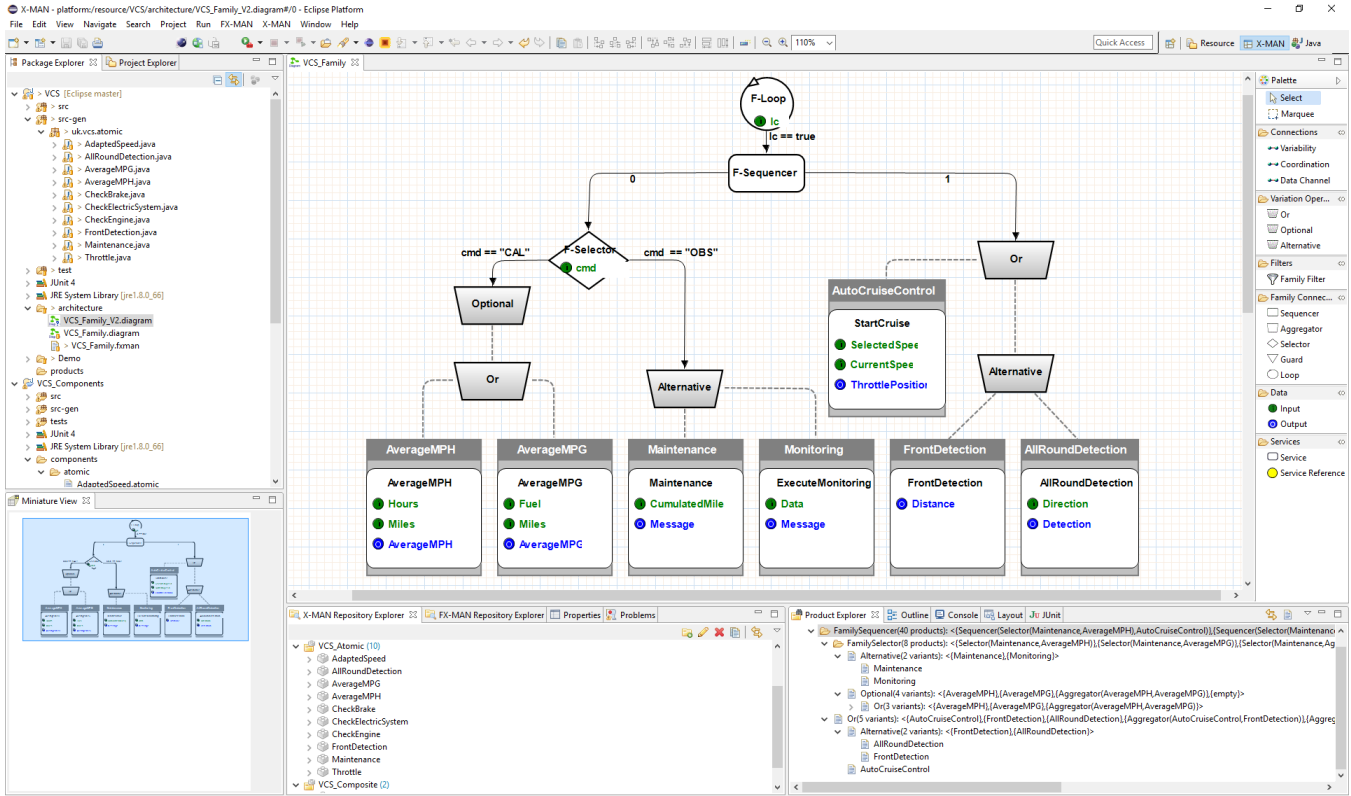 X-MAN - platform:/resource/VCS/architecture/VCS_Family_V2.diagram#/0 - Eclipse Platform
File Edit View Navigate Search Project Run FX-MAN X-MAN Window Help
110%
Quick Access
Resource X-MAN Java
Package Explorer Project Explorer
> VCS [Eclipse master]
> src
> src-gen
> uk.vcs.atomic
> AdaptedSpeed.java
> AllRoundDetection.java
> AverageMPG.java
> AverageMPH.java
> CheckBrake.java
> CheckElectricSystem.java
> CheckEngine.java
> FrontDetection.java
> Maintenance.java
> Throttle.java
> test
JUnit 4
JRE System Library [jre1.8.0_66]
> architecture
VCS_Family_V2.diagram
VCS_Family.diagram
> VCS_Family.fxman
> Demo
products
VCS_Components
src
src-gen
tests
JUnit 4
JRE System Library [jre1.8.0_66]
components
atomic
AdaptedSpeed.atomic
Miniature View
VCS_Family
F-Loop
lc
lc == true
F-Sequencer
0
1
F-Selector
cmd
cmd == "CAL"
cmd == "OBS"
Optional
Or
Or
Alternative
Alternative
AutoCruiseControl
StartCruise
SelectedSpee
CurrentSpee
ThrottlePosition
AverageMPH
AverageMPH
Hours
Miles
AverageMPH
AverageMPG
AverageMPG
Fuel
Miles
AverageMPG
Maintenance
Maintenance
CumulatedMile
Message
Monitoring
ExecuteMonitoring
Data
Message
FrontDetection
FrontDetection
Distance
AllRoundDetection
AllRoundDetection
Direction
Detection
Palette
Select
Marquee
Connections
Variability
Coordination
Data Channel
Variation Oper...
Or
Optional
Alternative
Filters
Family Filter
Family Connec...
Sequencer
Aggregator
Selector
Guard
Loop
Data
Input
Output
Services
Service
Service Reference
X-MAN Repository Explorer FX-MAN Repository Explorer Properties Problems
VCS_Atomic (10)
AdaptedSpeed
AllRoundDetection
AverageMPG
AverageMPH
CheckBrake
CheckElectricSystem
CheckEngine
FrontDetection
Maintenance
Throttle
VCS_Composite (2)
Product Explorer Outline Console Layout JUnit
FamilySequencer(40 products): <{Sequencer(Selector(Maintenance,AverageMPH),AutoCruiseControl)},{Sequencer(Selector(Maintenance
FamilySelector(8 products): <{Selector(Maintenance,AverageMPH)},{Selector(Maintenance,AverageMPG)},{Selector(Maintenance,Ag
Alternative(2 variants): <{Maintenance},{Monitoring}>
Maintenance
Monitoring
Optional(4 variants): <{AverageMPH},{AverageMPG},{Aggregator(AverageMPH,AverageMPG)},{empty}>
Or(3 variants): <{AverageMPH},{AverageMPG},{Aggregator(AverageMPH,AverageMPG)}>
Or(5 variants): <{AutoCruiseControl},{FrontDetection},{AllRoundDetection},{Aggregator(AutoCruiseControl,FrontDetection)},{Aggreg
Alternative(2 variants): <{FrontDetection},{AllRoundDetection}>
AllRoundDetection
FrontDetection
AutoCruiseControl